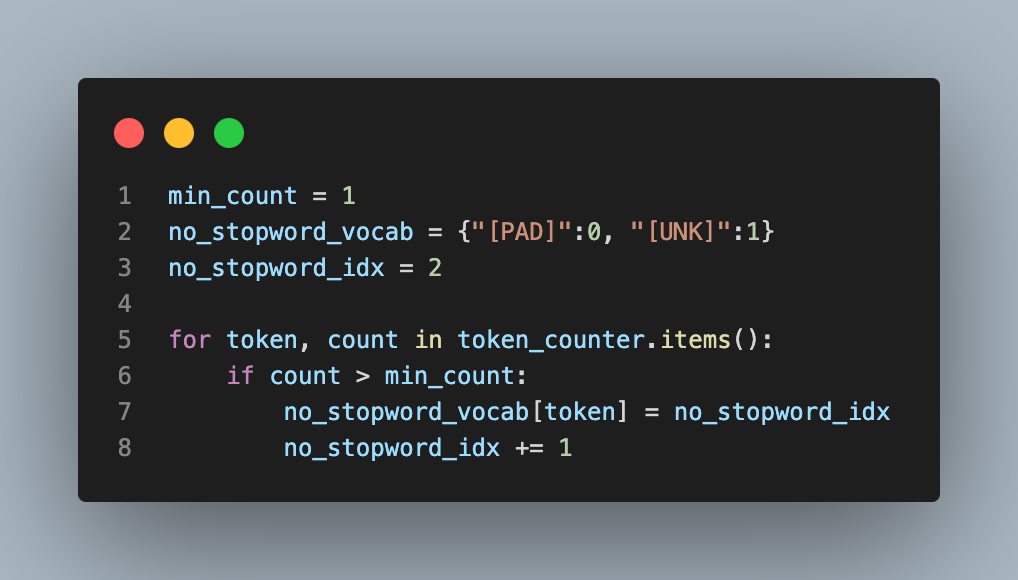 1 min_count = 1
2 no_stopword_vocab = {"[PAD]":0, "[UNK]":1}
3 no_stopword_idx = 2
4
5 for token, count in token_counter.items():
6     if count > min_count:
7         no_stopword_vocab[token] = no_stopword_idx
8         no_stopword_idx += 1